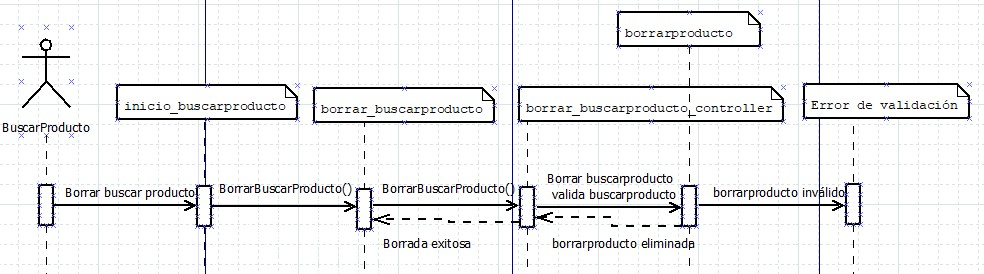 borrarproducto
inicio_buscarproducto
borrar_buscarproducto
borrar_buscarproducto_controller
Error de validación
BuscarProducto
Borrar buscar producto
BorrarBuscarProducto()
BorrarBuscarProducto()
Borrar buscarproducto
valida buscarproducto
borrarproducto inválido
Borrada exitosa
borrarproducto eliminada